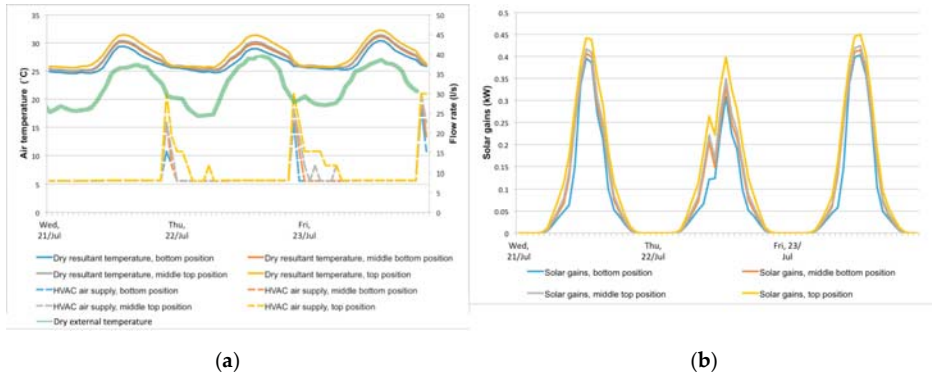 35
30
25
20
15
10
5
0
Air temperature (°C)
50
45
40
35
30
25
20
15
10
5
0
Flow rate (l/s)
Wed, 21/Jul
Thu, 22/Jul
Fri, 23/Jul
Dry resultant temperature, bottom position
Dry resultant temperature, middle bottom position
Dry resultant temperature, middle top position
Dry resultant temperature, top position
HVAC air supply, bottom position
HVAC air supply, middle bottom position
HVAC air supply, middle top position
HVAC air supply, top position
Dry external temperature
(a)
0.5
0.45
0.4
0.35
0.3
0.25
0.2
0.15
0.1
0.05
0
Solar gains (kW)
Wed, 21/Jul
Thu, 22/Jul
Fri, 23/
Jul
Solar gains, bottom position
Solar gains, middle bottom position
Solar gains, middle top position
Solar gains, top position
(b)